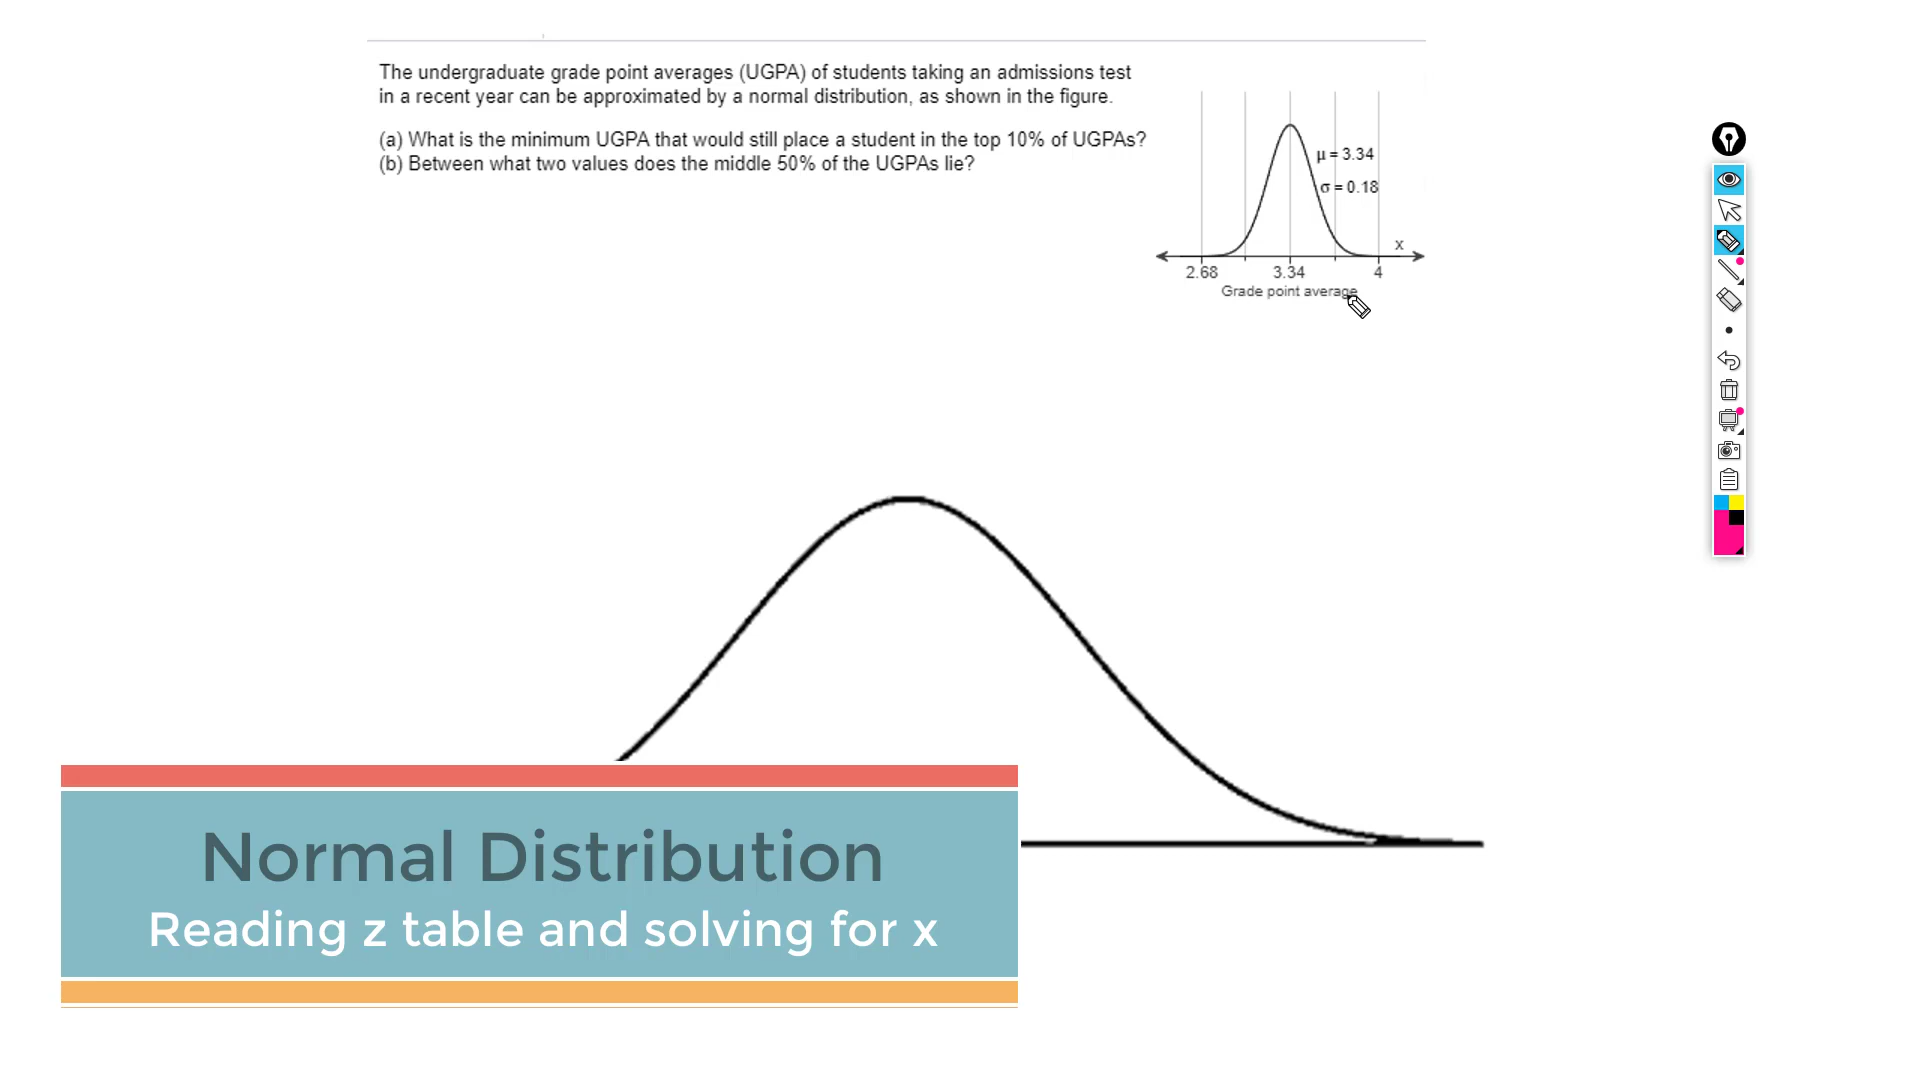 The undergraduate grade point averages (UGPA) of students taking an admissions test
in a recent year can be approximated by a normal distribution, as shown in the figure.
(a) What is the minimum UGPA that would still place a student in the top 10% of UGPAs?
(b) Between what two values does the middle 50% of the UGPAs lie?
μ = 3.34
σ = 0.18
x
2.68 3.34 4
Grade point average
Normal Distribution
Reading z table and solving for x